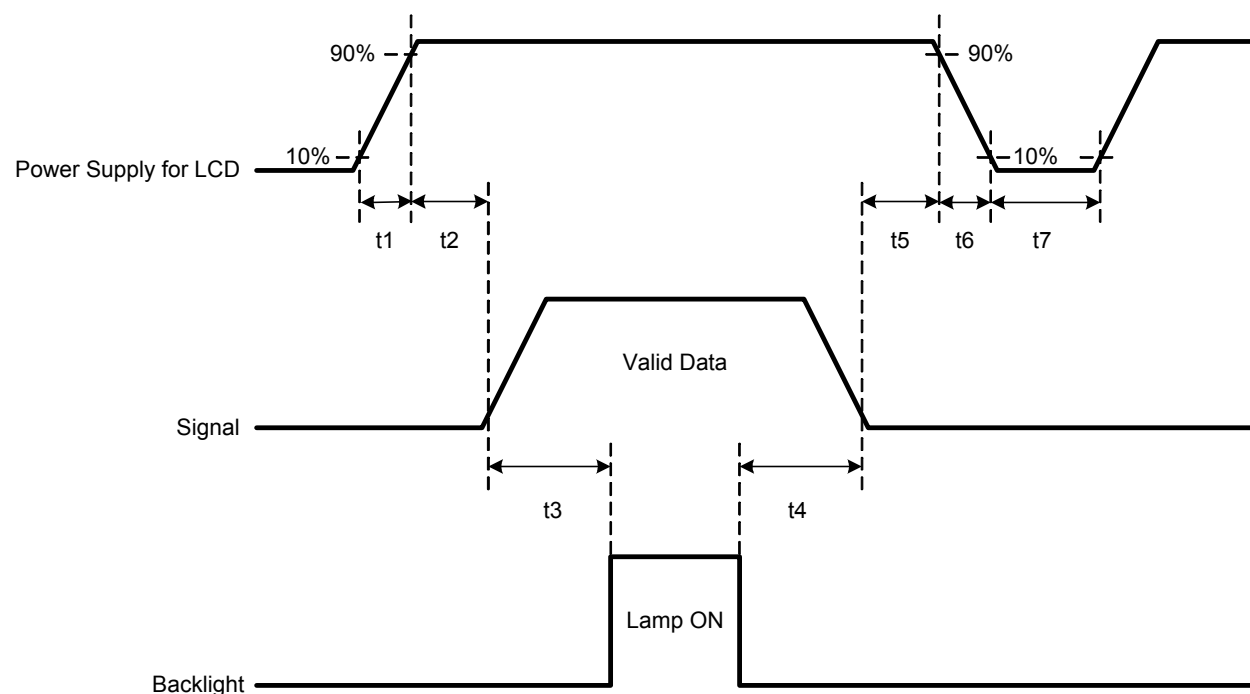 90%
90%
10%
10%
Power Supply for LCD
t1
t2
t5
t6
t7
Valid Data
Signal
t3
t4
Lamp ON
Backlight